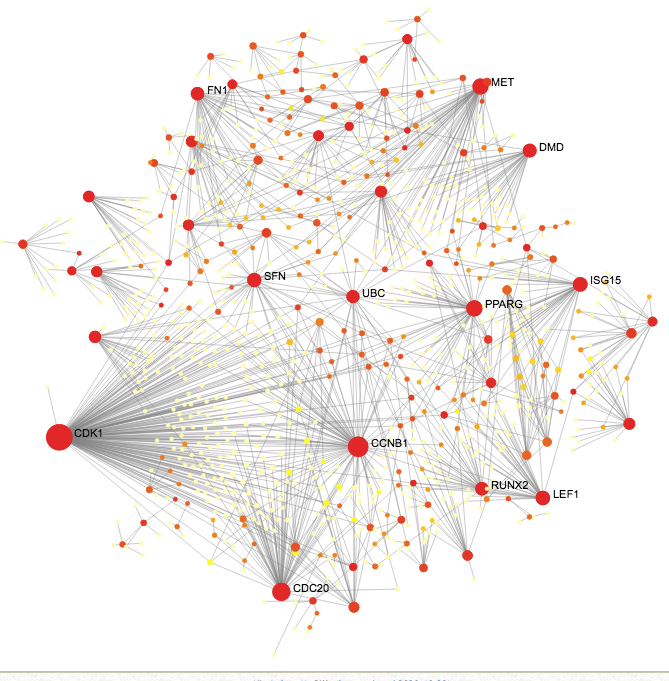 FN1
MET
DMD
SFN
UBC
ISG15
PPARG
CDK1
CCNB1
RUNX2
LEF1
CDC20